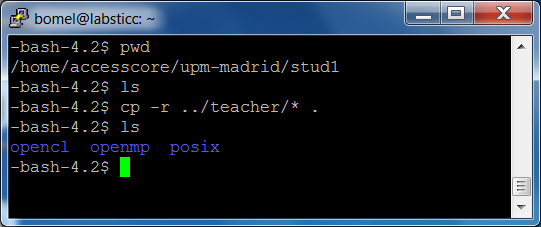 bomel@labsticc: ~
-bash-4.2$ pwd
/home/accesscore/upm-madrid/stud1
-bash-4.2$ ls
-bash-4.2$ cp -r ../teacher/* .
-bash-4.2$ ls
opencl  openmp  posix
-bash-4.2$